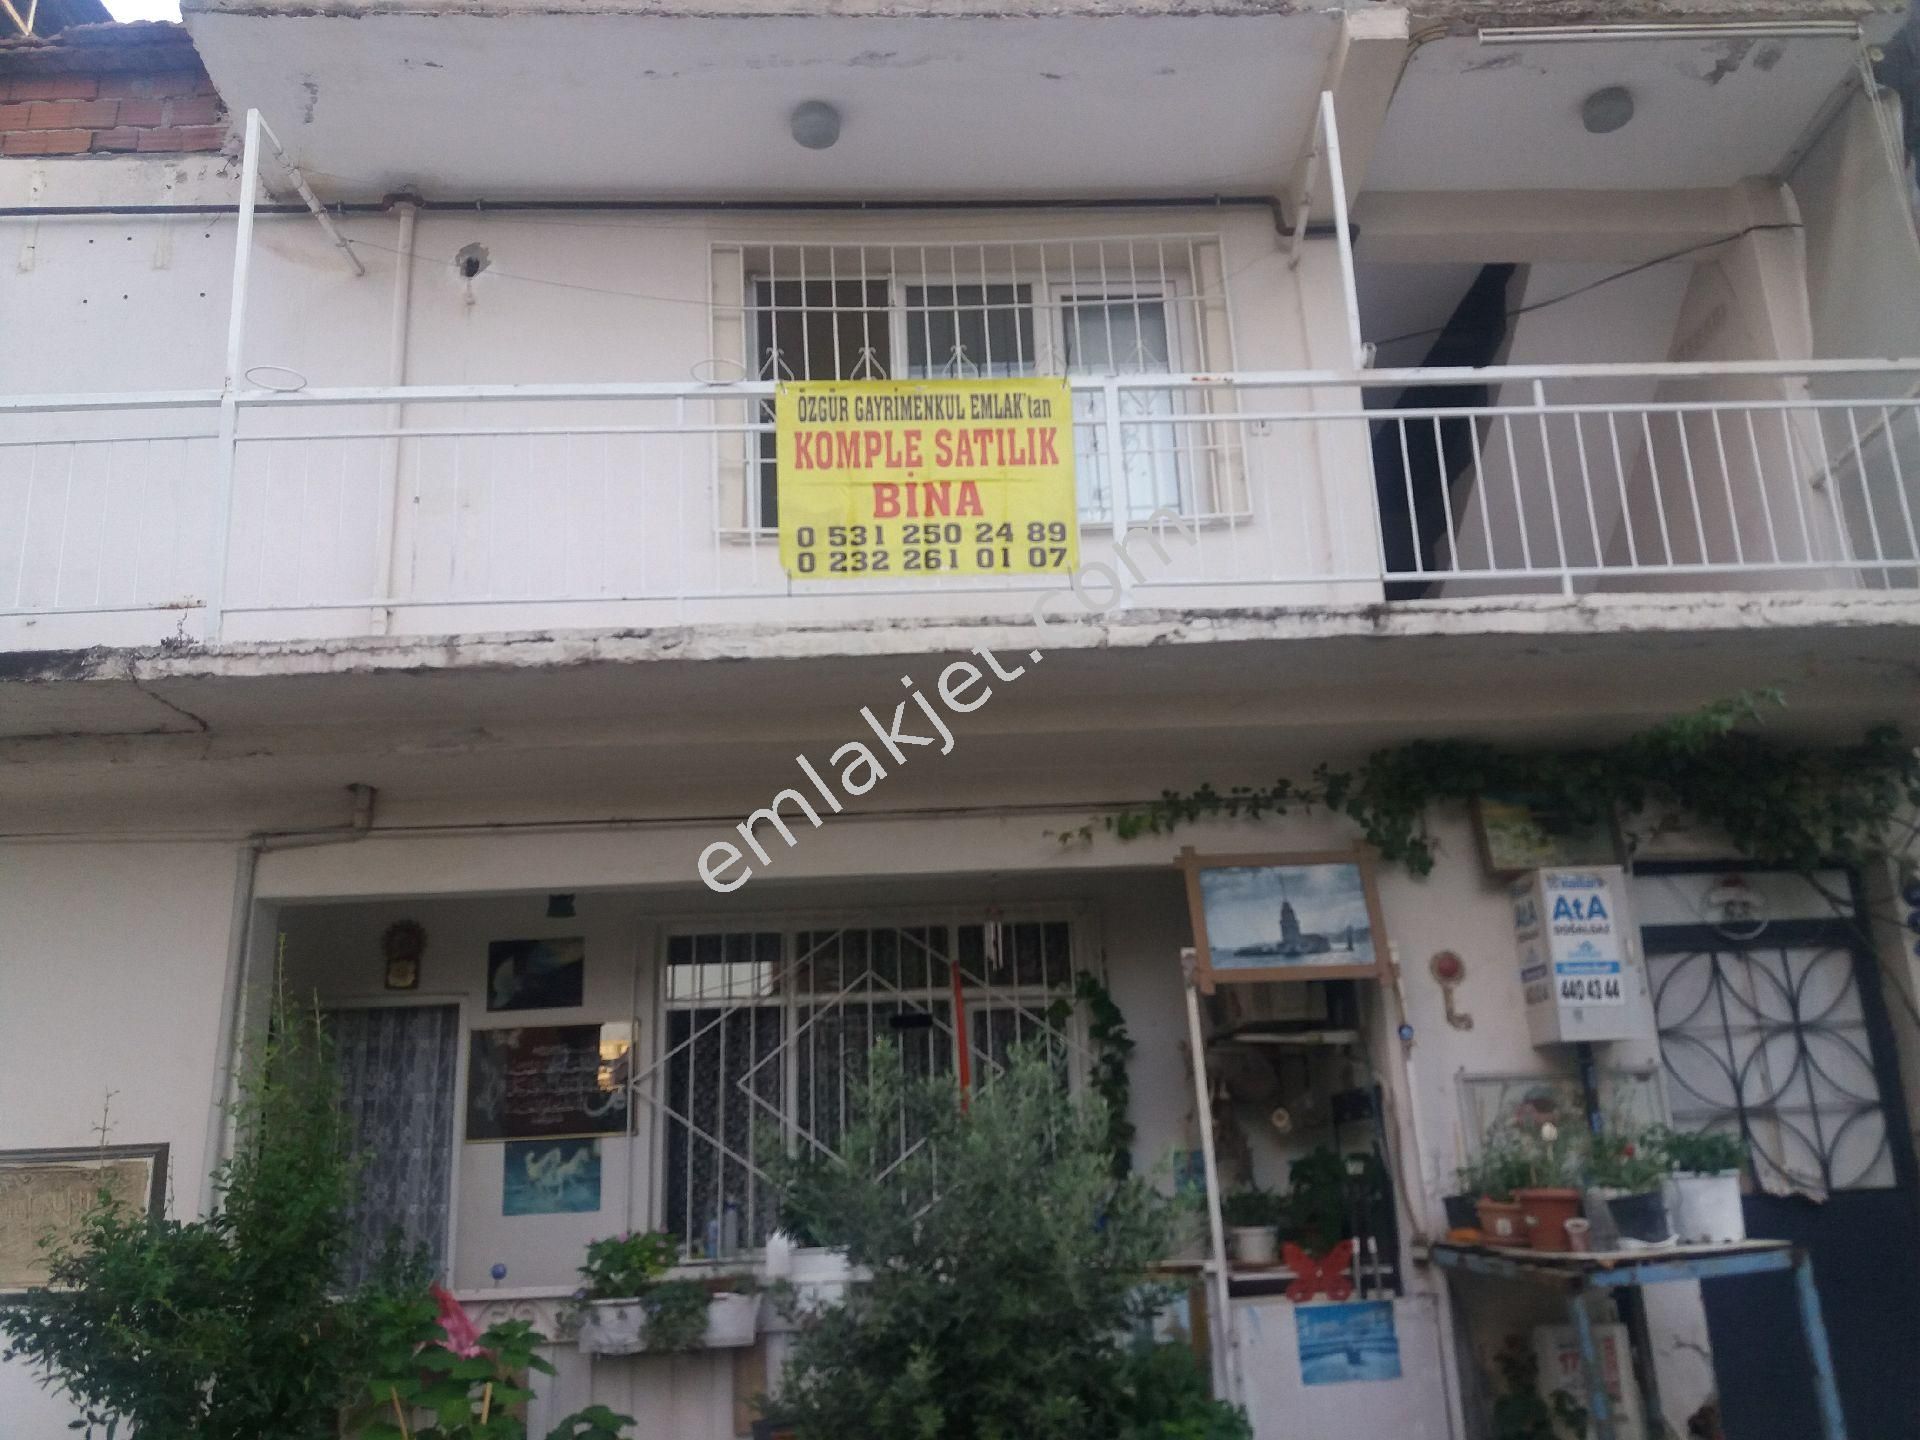 ÖZGÜR GAYRİMENKUL EMLAK'tan
KOMPLE SATILIK
BİNA
0 531 250 24 89
0 232 261 01 07
emlakjet.com
AtA
DOĞALGAZ
440 43 44